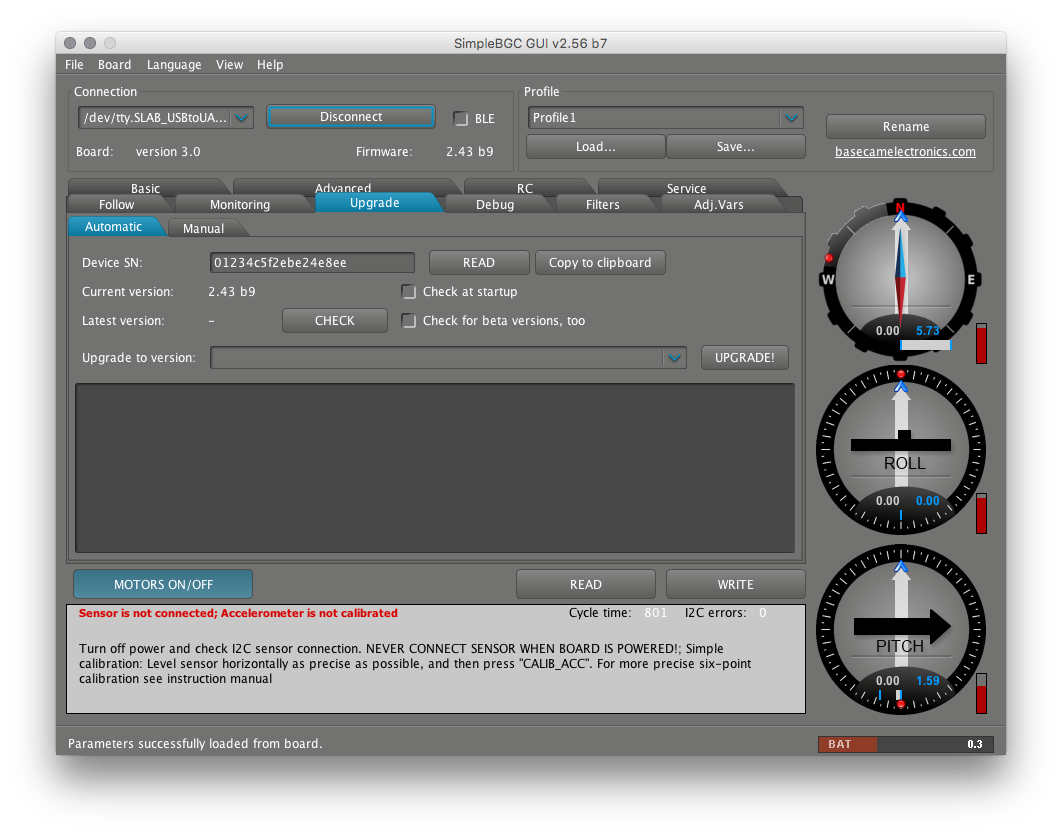 SimpleBGC GUI v2.56 b7
File Board Language View Help
Connection
/dev/tty.SLAB_USBtoUA...
Disconnect
BLE
Board: version 3.0 Firmware: 2.43 b9
Profile
Profile1
Rename
Load... Save...
basecamelectronics.com
Basic Advanced RC Service
Follow Monitoring Upgrade Debug Filters Adj.Vars
Automatic Manual
Device SN: 01234c5f2ebe24e8ee READ Copy to clipboard
Current version: 2.43 b9 Check at startup
Latest version: – CHECK Check for beta versions, too
Upgrade to version: UPGRADE!
N
W E
0.00 5.73
ROLL
0.00 0.00
PITCH
0.00 1.59
MOTORS ON/OFF READ WRITE
Sensor is not connected; Accelerometer is not calibrated Cycle time: 801 I2C errors: 0
Turn off power and check I2C sensor connection. NEVER CONNECT SENSOR WHEN BOARD IS POWERED!; Simple
calibration: Level sensor horizontally as precise as possible, and then press "CALIB_ACC". For more precise six-point
calibration see instruction manual
Parameters successfully loaded from board.
BAT 0.3